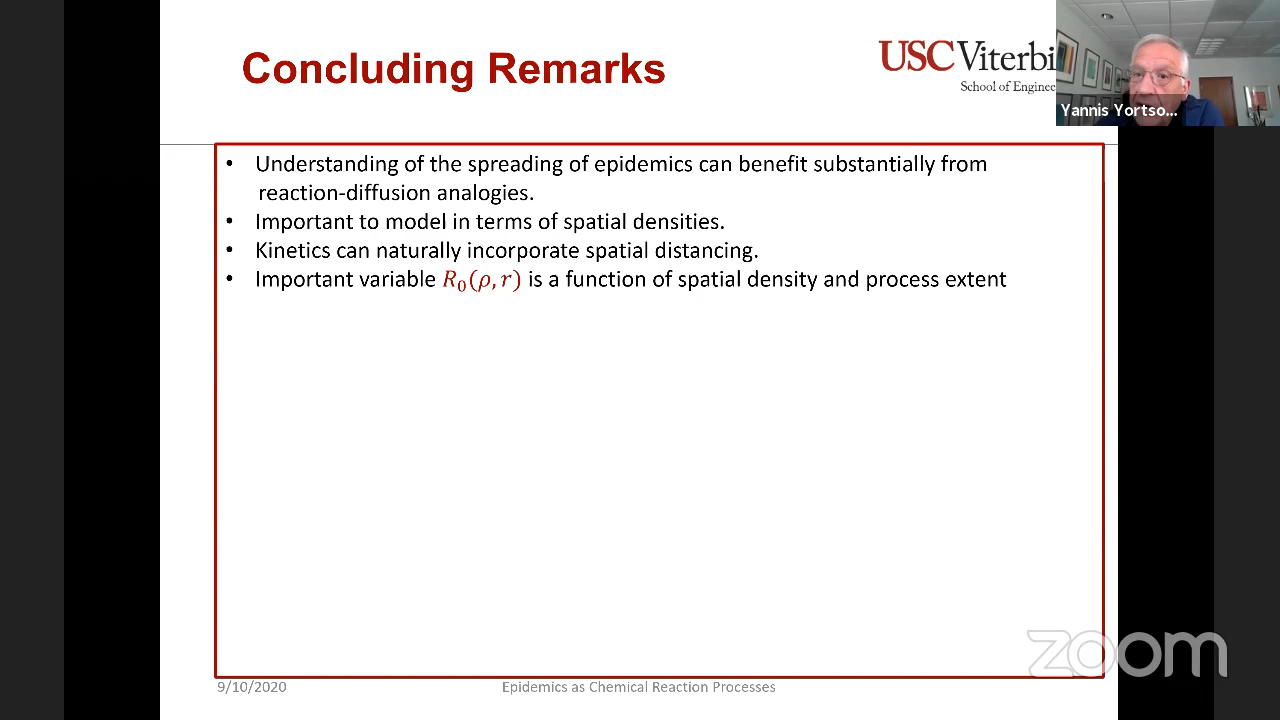 Concluding Remarks
USC Viterbi
School of Enginee
Yannis Yortso...
• Understanding of the spreading of epidemics can benefit substantially from
reaction-diffusion analogies.
• Important to model in terms of spatial densities.
• Kinetics can naturally incorporate spatial distancing.
• Important variable R₀(ρ, r) is a function of spatial density and process extent
zoom
9/10/2020
Epidemics as Chemical Reaction Processes